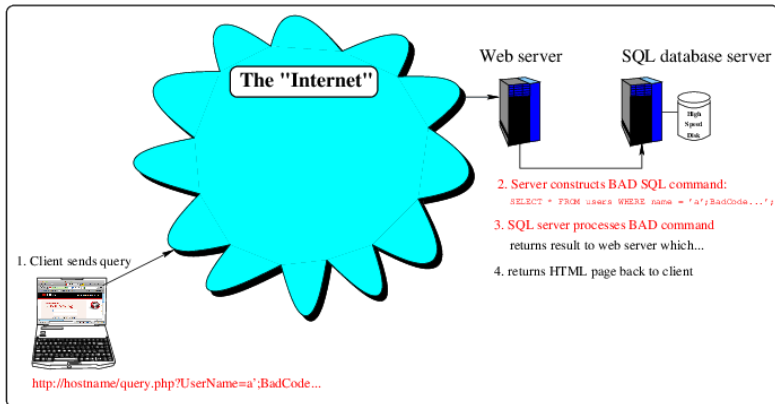 The "Internet"
Web server
SQL database server
High
Speed
Disk
2. Server constructs BAD SQL command:
SELECT * FROM users WHERE name = 'a';BadCode...';
3. SQL server processes BAD command
returns result to web server which...
4. returns HTML page back to client
1. Client sends query
http://hostname/query.php?UserName=a';BadCode...